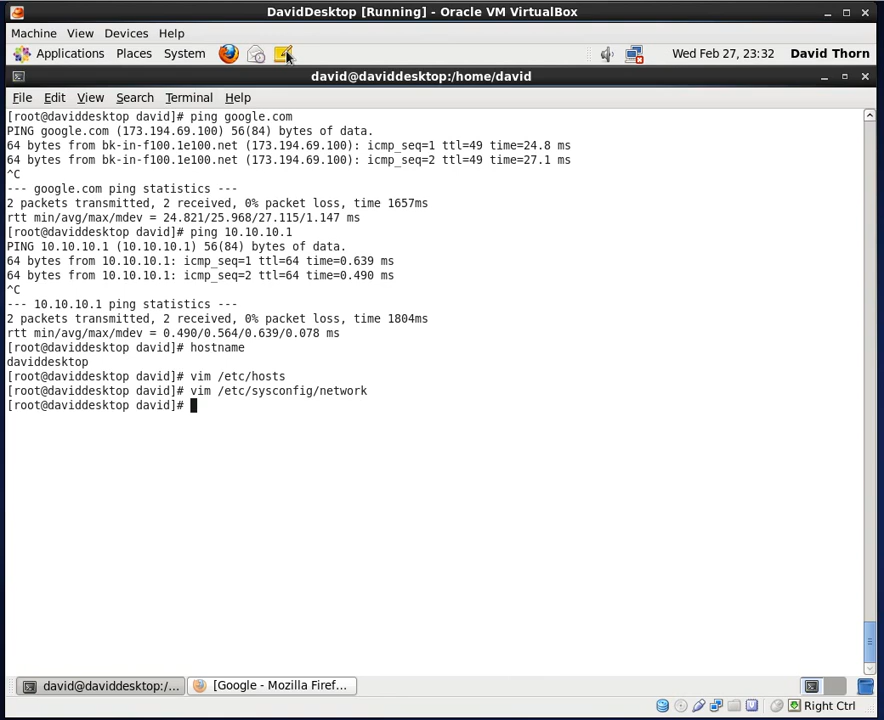 DavidDesktop [Running] - Oracle VM VirtualBox
Machine View Devices Help
Applications Places System Wed Feb 27, 23:32 David Thorn
david@daviddesktop:/home/david
File Edit View Search Terminal Help
[root@daviddesktop david]# ping google.com
PING google.com (173.194.69.100) 56(84) bytes of data.
64 bytes from bk-in-f100.1e100.net (173.194.69.100): icmp_seq=1 ttl=49 time=24.8 ms
64 bytes from bk-in-f100.1e100.net (173.194.69.100): icmp_seq=2 ttl=49 time=27.1 ms
^C
--- google.com ping statistics ---
2 packets transmitted, 2 received, 0% packet loss, time 1657ms
rtt min/avg/max/mdev = 24.821/25.968/27.115/1.147 ms
[root@daviddesktop david]# ping 10.10.10.1
PING 10.10.10.1 (10.10.10.1) 56(84) bytes of data.
64 bytes from 10.10.10.1: icmp_seq=1 ttl=64 time=0.639 ms
64 bytes from 10.10.10.1: icmp_seq=2 ttl=64 time=0.490 ms
^C
--- 10.10.10.1 ping statistics ---
2 packets transmitted, 2 received, 0% packet loss, time 1804ms
rtt min/avg/max/mdev = 0.490/0.564/0.639/0.078 ms
[root@daviddesktop david]# hostname
daviddesktop
[root@daviddesktop david]# vim /etc/hosts
[root@daviddesktop david]# vim /etc/sysconfig/network
[root@daviddesktop david]#
david@daviddesktop:/... [Google - Mozilla Firef...
Right Ctrl